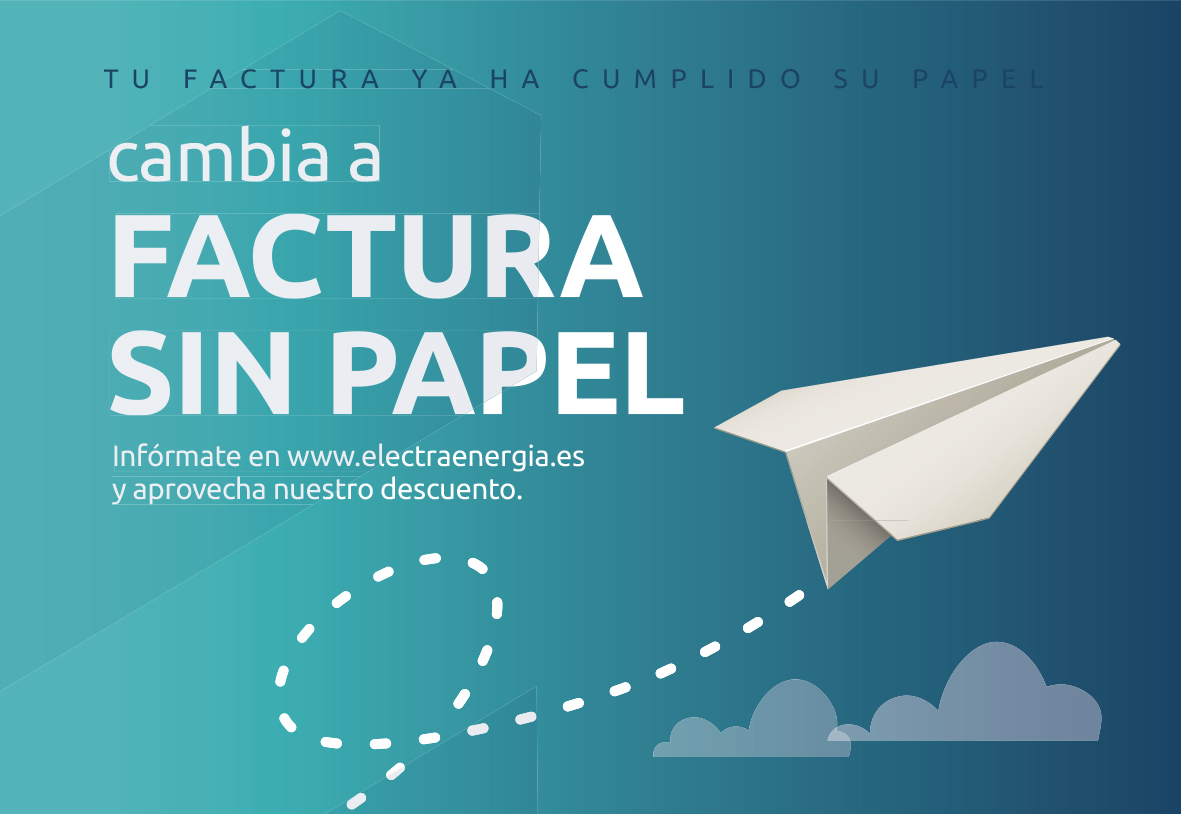 TU FACTURA YA HA CUMPLIDO SU PAPEL
cambia a
FACTURA
SIN PAPEL
Infórmate en www.electraenergia.es
y aprovecha nuestro descuento.